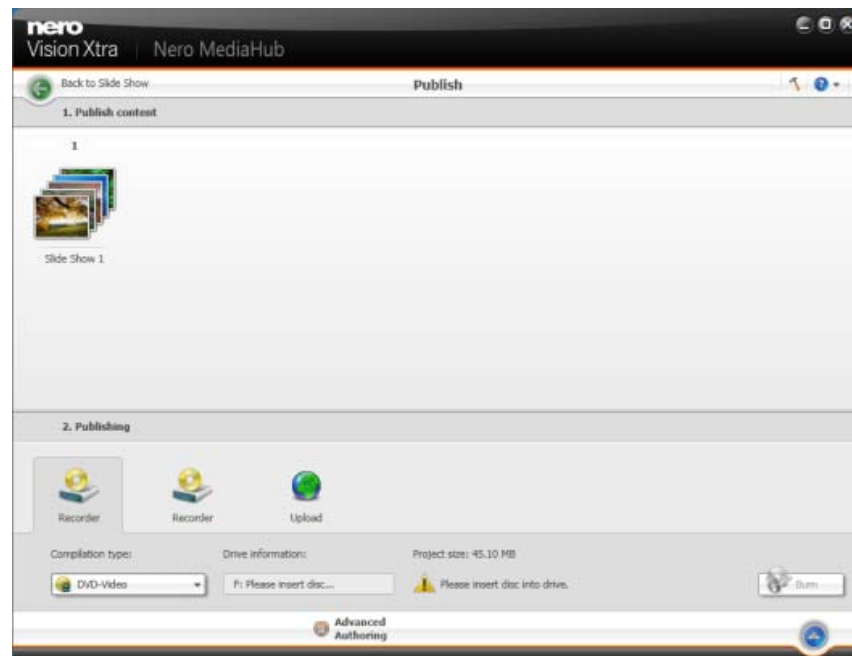 nero
Vision Xtra | Nero MediaHub
Back to Slide Show
Publish
1. Publish content
1
Slide Show 1
2. Publishing
Recorder
Recorder
Upload
Compilation type:
Drive information:
Project size: 45.10 MB
DVD-Video
F: Please insert disc...
Please insert disc into drive.
Burn
Advanced
Authoring